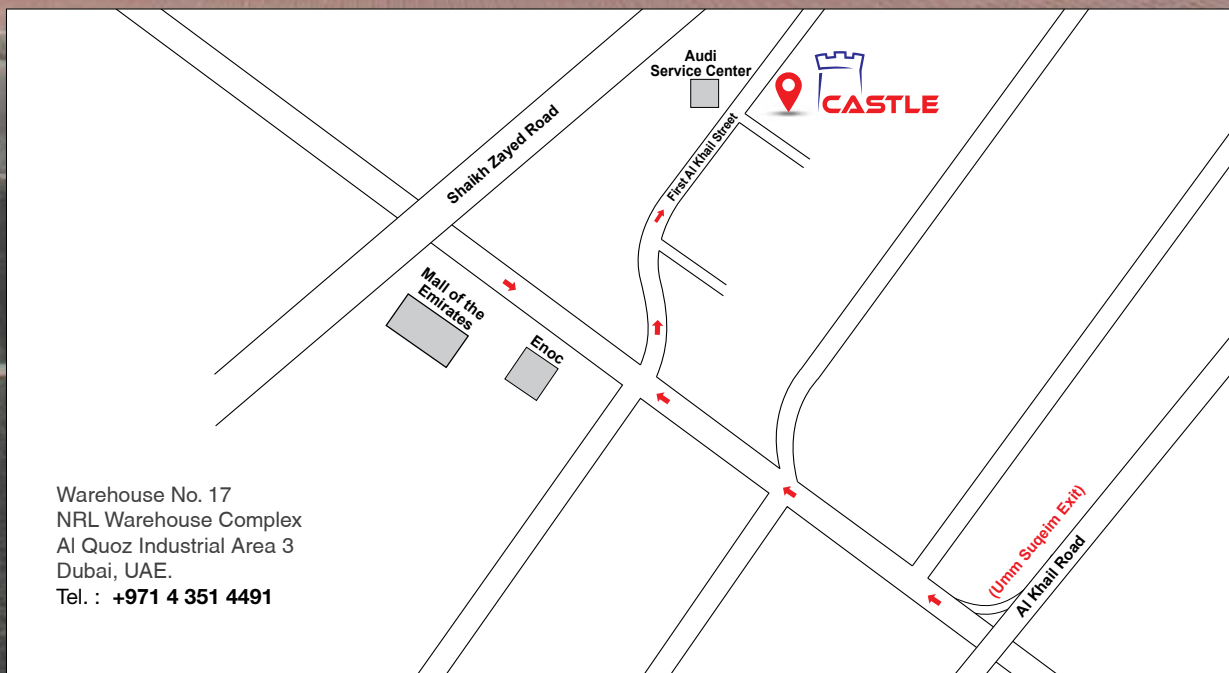 Audi
Service Center
CASTLE
Shaikh Zayed Road
First Al Khail Street
Mall of the
Emirates
Enoc
Warehouse No. 17
NRL Warehouse Complex
Al Quoz Industrial Area 3
Dubai, UAE.
Tel. : +971 4 351 4491
(Umm Suqeim Exit)
Al Khail Road